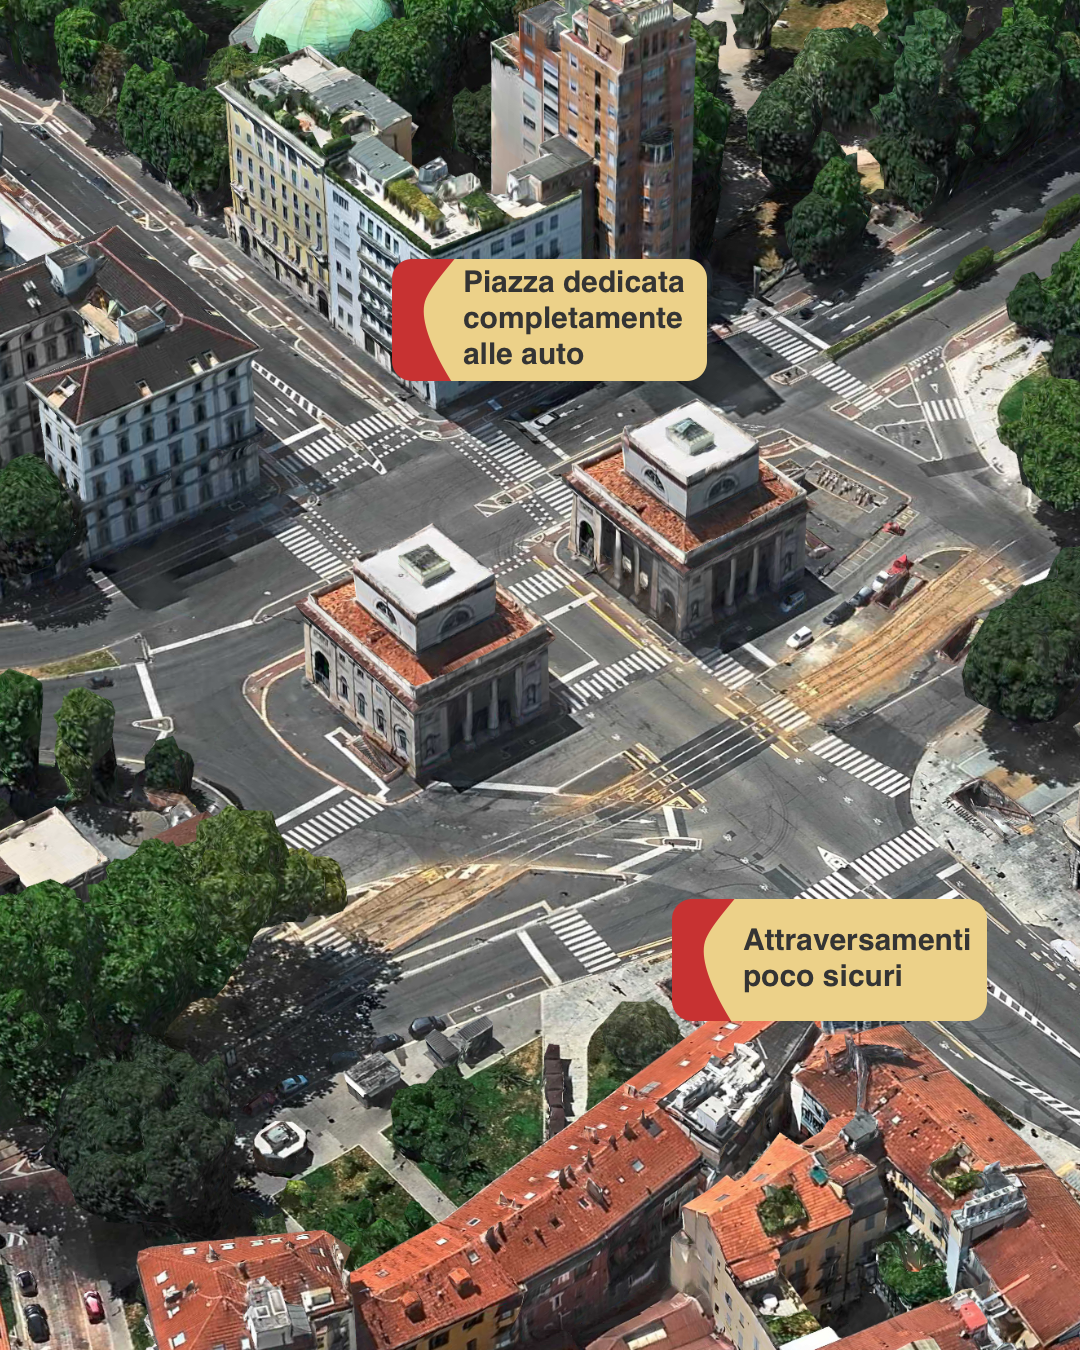 Piazza dedicata
completamente
alle auto
Attraversamenti
poco sicuri